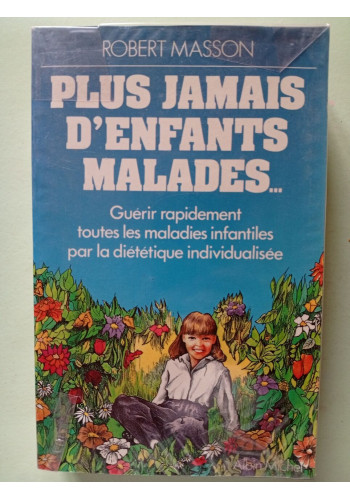 ROBERT MASSON
PLUS JAMAIS
D'ENFANTS
MALADES...
Guérir rapidement
toutes les maladies infantiles
par la diététique individualisée
Albin Michel